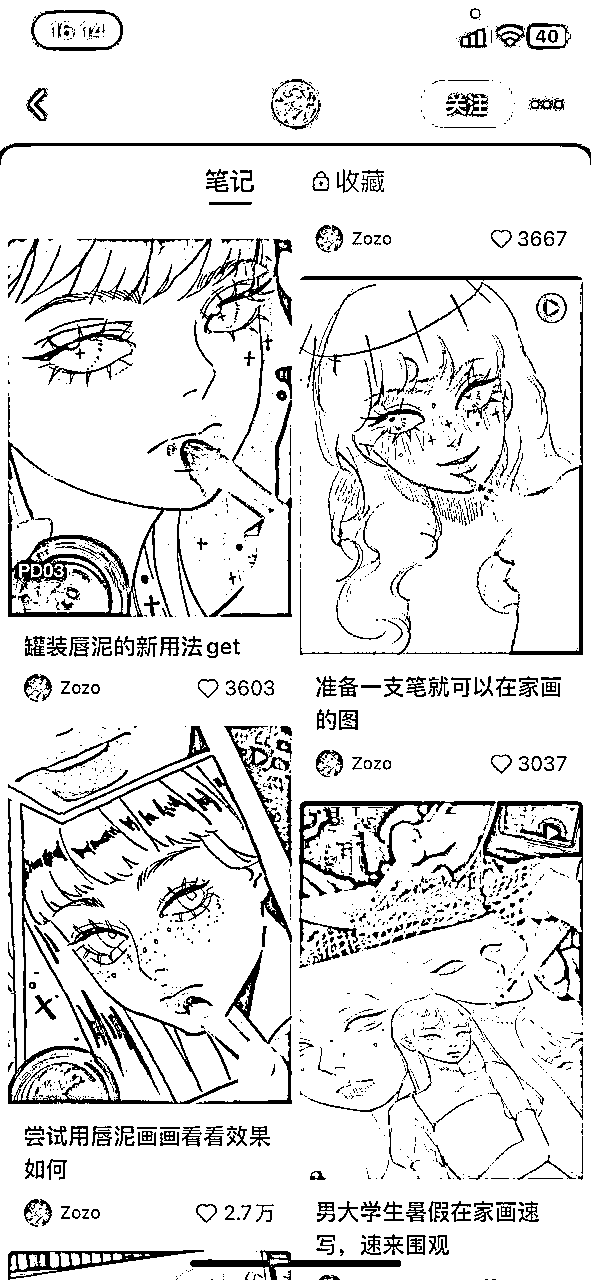 16:14
40
关注
笔记
收藏
Zozo
3667
PD03
罐装唇泥的新用法get
Zozo
3603
准备一支笔就可以在家画
的图
Zozo
3037
尝试用唇泥画画看看效果
如何
Zozo
2.7万
男大学生暑假在家画速
写，速来围观